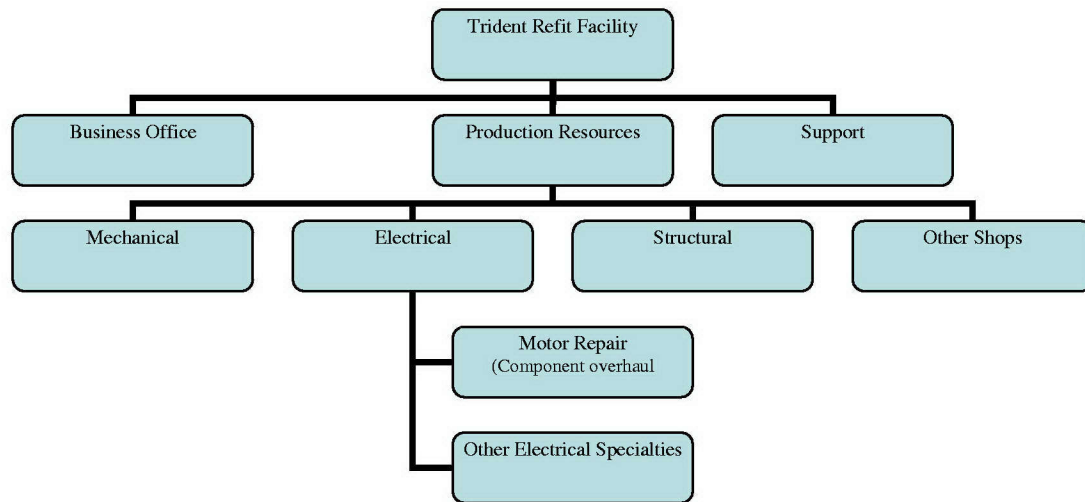 Trident Refit Facility
Business Office
Production Resources
Support
Mechanical
Electrical
Structural
Other Shops
Motor Repair
(Component overhaul
Other Electrical Specialties